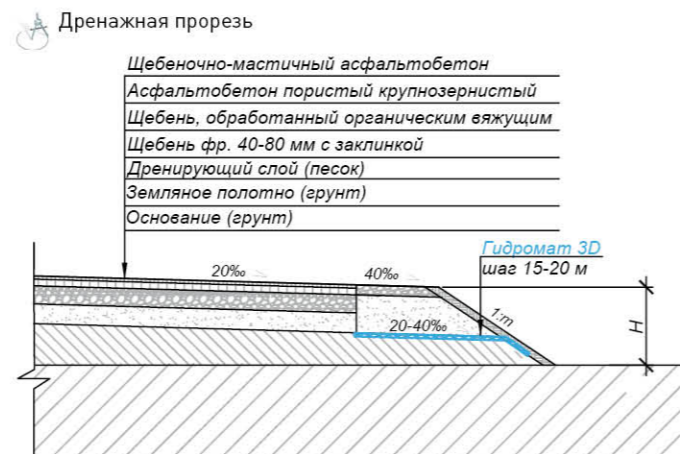 Дренажная прорезь
Щебеночно-мастичный асфальтобетон
Асфальтобетон пористый крупнозернистый
Щебень, обработанный органическим вяжущим
Щебень фр. 40-80 мм с заклинкой
Дренирующий слой (песок)
Земляное полотно (грунт)
Основание (грунт)
Гидромат 3D
шаг 15-20 м
20‰
40‰
1:m
20-40‰
H